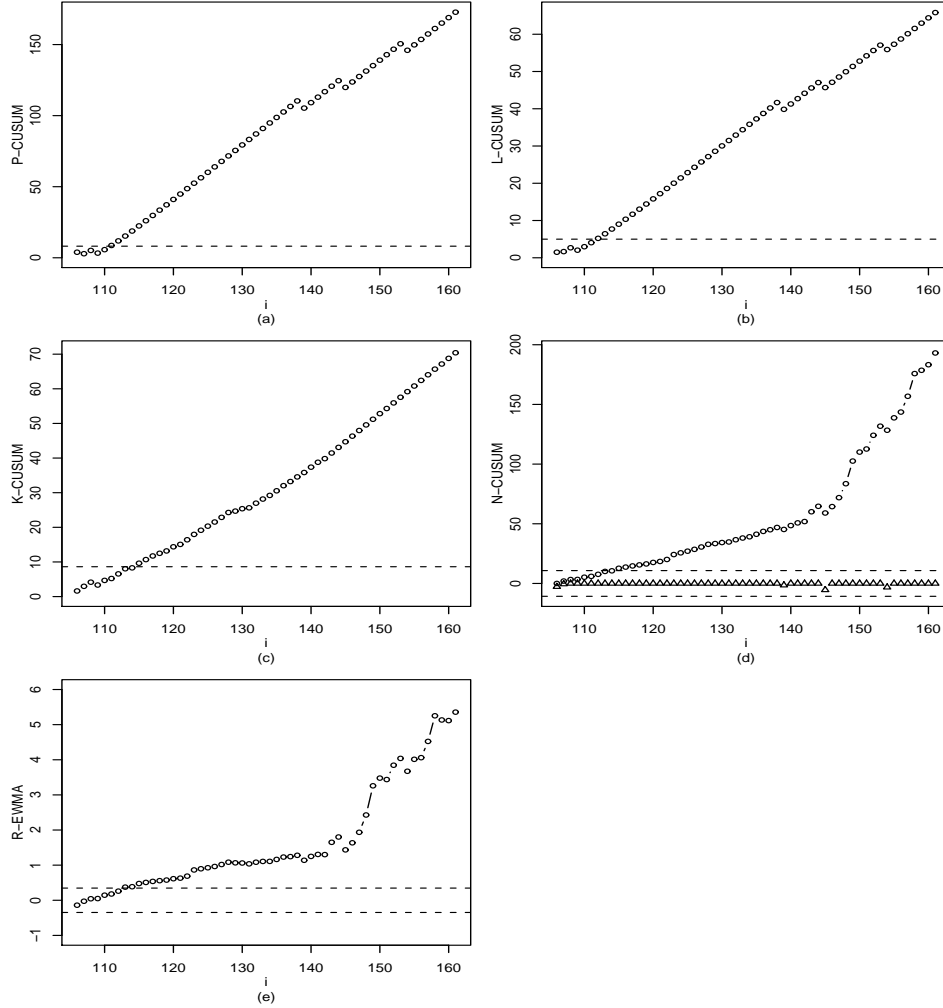 P−CUSUM
0 50 100 150
110 120 130 140 150 160
i
(a)
L−CUSUM
0 10 20 30 40 50 60
110 120 130 140 150 160
i
(b)
K−CUSUM
0 10 20 30 40 50 60 70
110 120 130 140 150 160
i
(c)
N−CUSUM
0 50 100 150 200
110 120 130 140 150 160
i
(d)
R−EWMA
−1 0 1 2 3 4 5 6
110 120 130 140 150 160
i
(e)